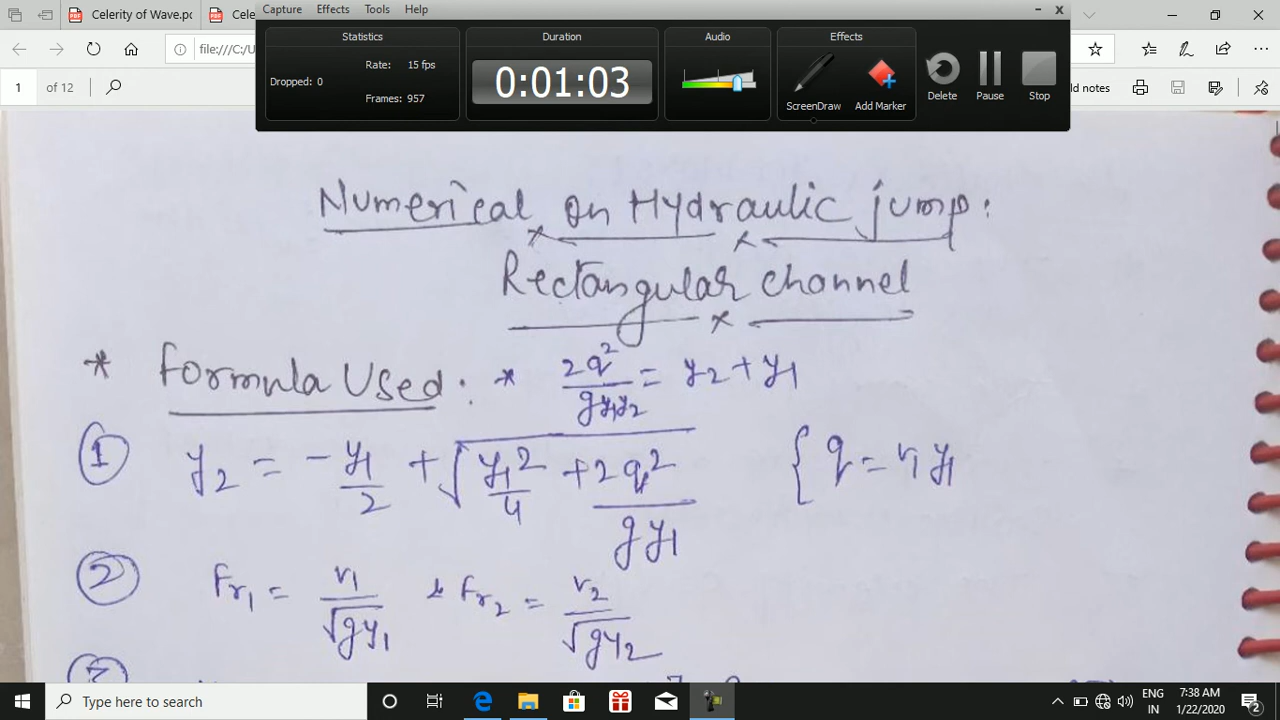 Capture Effects Tools Help
Celerity of Wave.pdf
Cele
Statistics
Duration
Audio
Effects
Dropped: 0
Rate: 15 fps
Frames: 957
0:01:03
ScreenDraw
Add Marker
Delete
Pause
Stop
file:///C:/U
1 of 12
d notes
Numerical on Hydraulic jump:
Rectangular channel
* Formula Used: * 2q²/gy₁y₂ = y₂ + y₁
① y₂ = -y₁/2 + √(y₁²/4 + 2q²/gy₁) { q = v₁y₁
② Fr₁ = v₁/√gy₁ & Fr₂ = v₂/√gy₂
③
Type here to search
ENG
IN
7:38 AM
1/22/2020
2